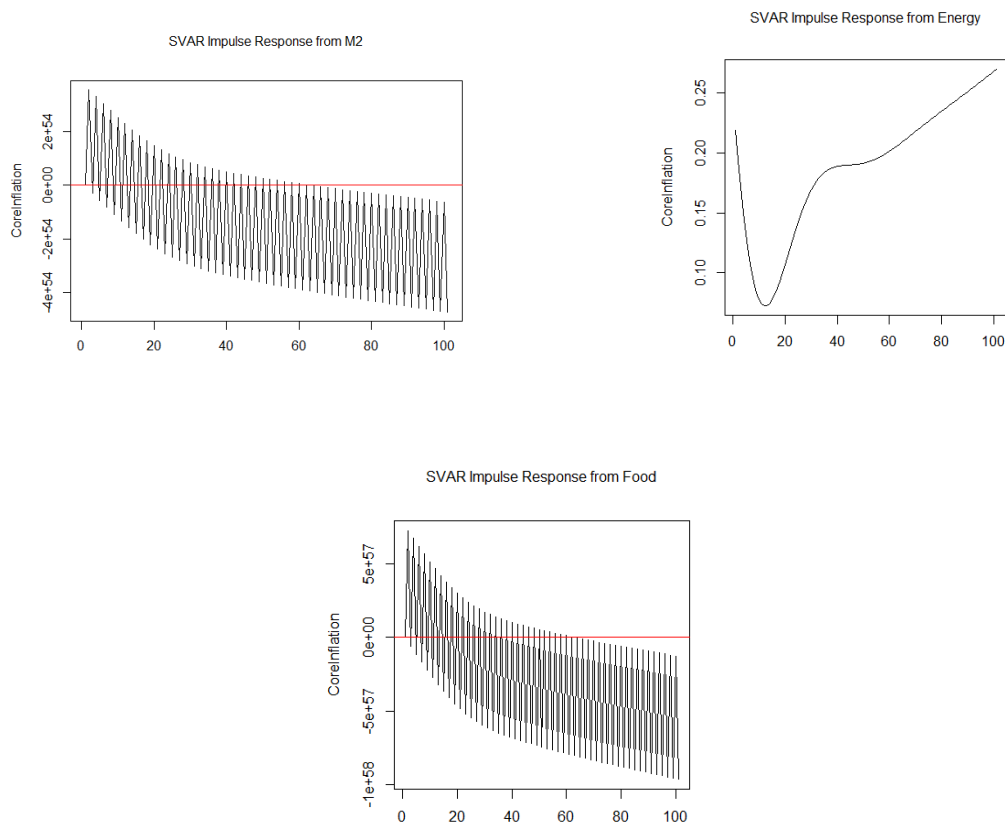 SVAR Impulse Response from Energy
SVAR Impulse Response from M2
CoreInflation
2e+54
0e+00
-2e+54
-4e+54
0 20 40 60 80 100
CoreInflation
0.25
0.20
0.15
0.10
0 20 40 60 80 100
SVAR Impulse Response from Food
CoreInflation
5e+57
0e+00
-5e+57
-1e+58
0 20 40 60 80 100